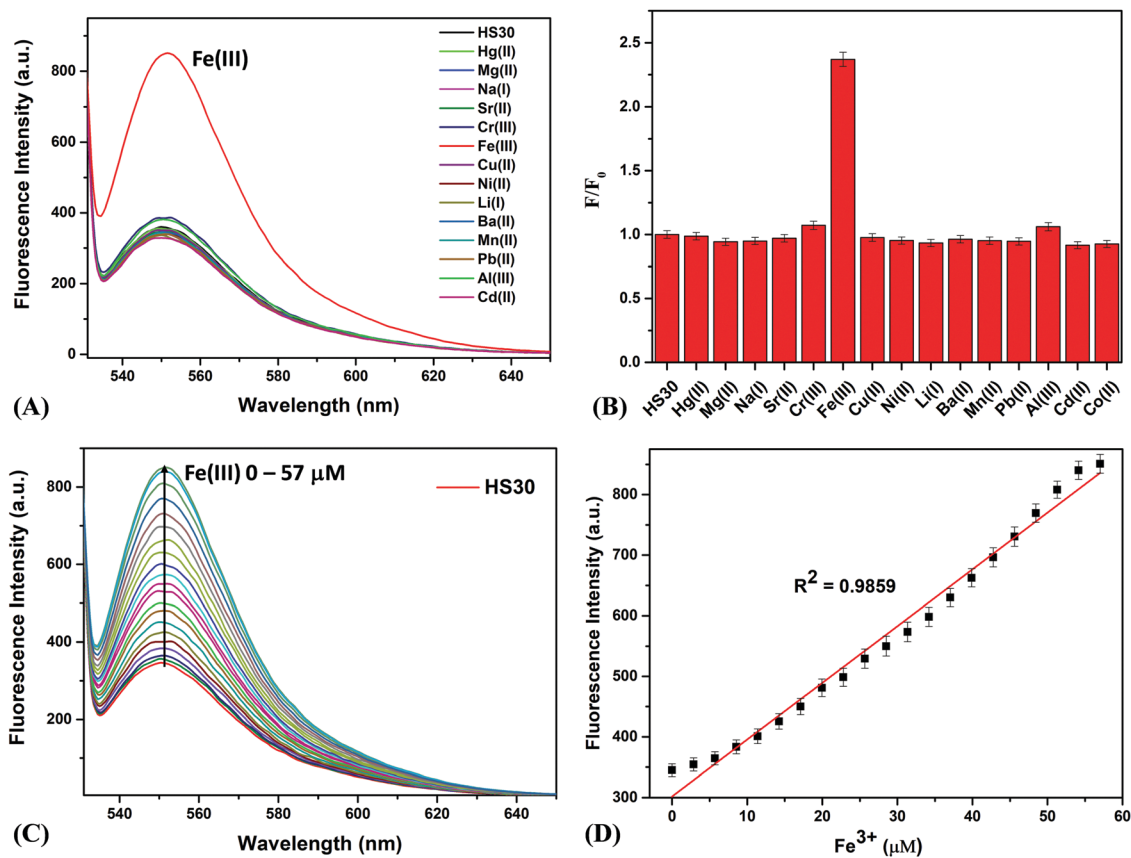 Fe(III)
HS30
Hg(II)
Mg(II)
Na(I)
Sr(II)
Cr(III)
Fe(III)
Cu(II)
Ni(II)
Li(I)
Ba(II)
Mn(II)
Pb(II)
Al(III)
Cd(II)
Fluorescence Intensity (a.u.)
800
600
400
200
0
540 560 580 600 620 640
Wavelength (nm)
(A)
F/F₀
2.5
2.0
1.5
1.0
0.5
0.0
HS30 Hg(II) Mg(II) Na(I) Sr(II) Cr(III) Fe(III) Cu(II) Ni(II) Li(I) Ba(II) Mn(II) Pb(II) Al(III) Cd(II) Co(II)
(B)
Fe(III) 0 – 57 μM
HS30
Fluorescence Intensity (a.u.)
800
600
400
200
540 560 580 600 620 640
Wavelength (nm)
(C)
R² = 0.9859
Fluorescence Intensity (a.u.)
800
700
600
500
400
300
0 10 20 30 40 50 60
Fe³⁺ (μM)
(D)